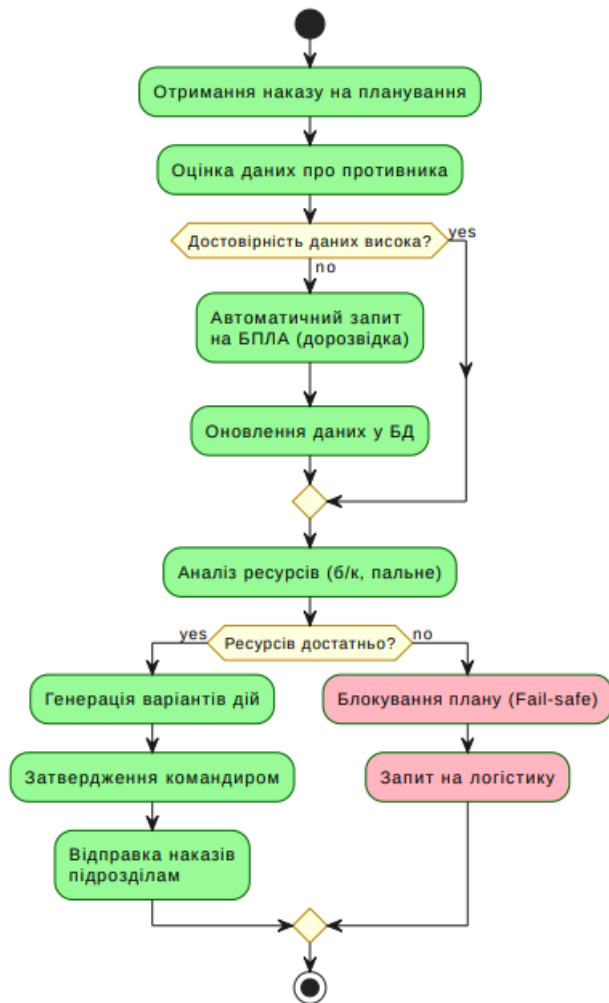 Отримання наказу на планування
Оцінка даних про противника
Достовірність даних висока?
yes
no
Автоматичний запит
на БПЛА (дорозвідка)
Оновлення даних у БД
Аналіз ресурсів (б/к, пальне)
yes
Ресурсів достатньо?
no
Генерація варіантів дій
Блокування плану (Fail-safe)
Затвердження командиром
Запит на логістику
Відправка наказів
підрозділам